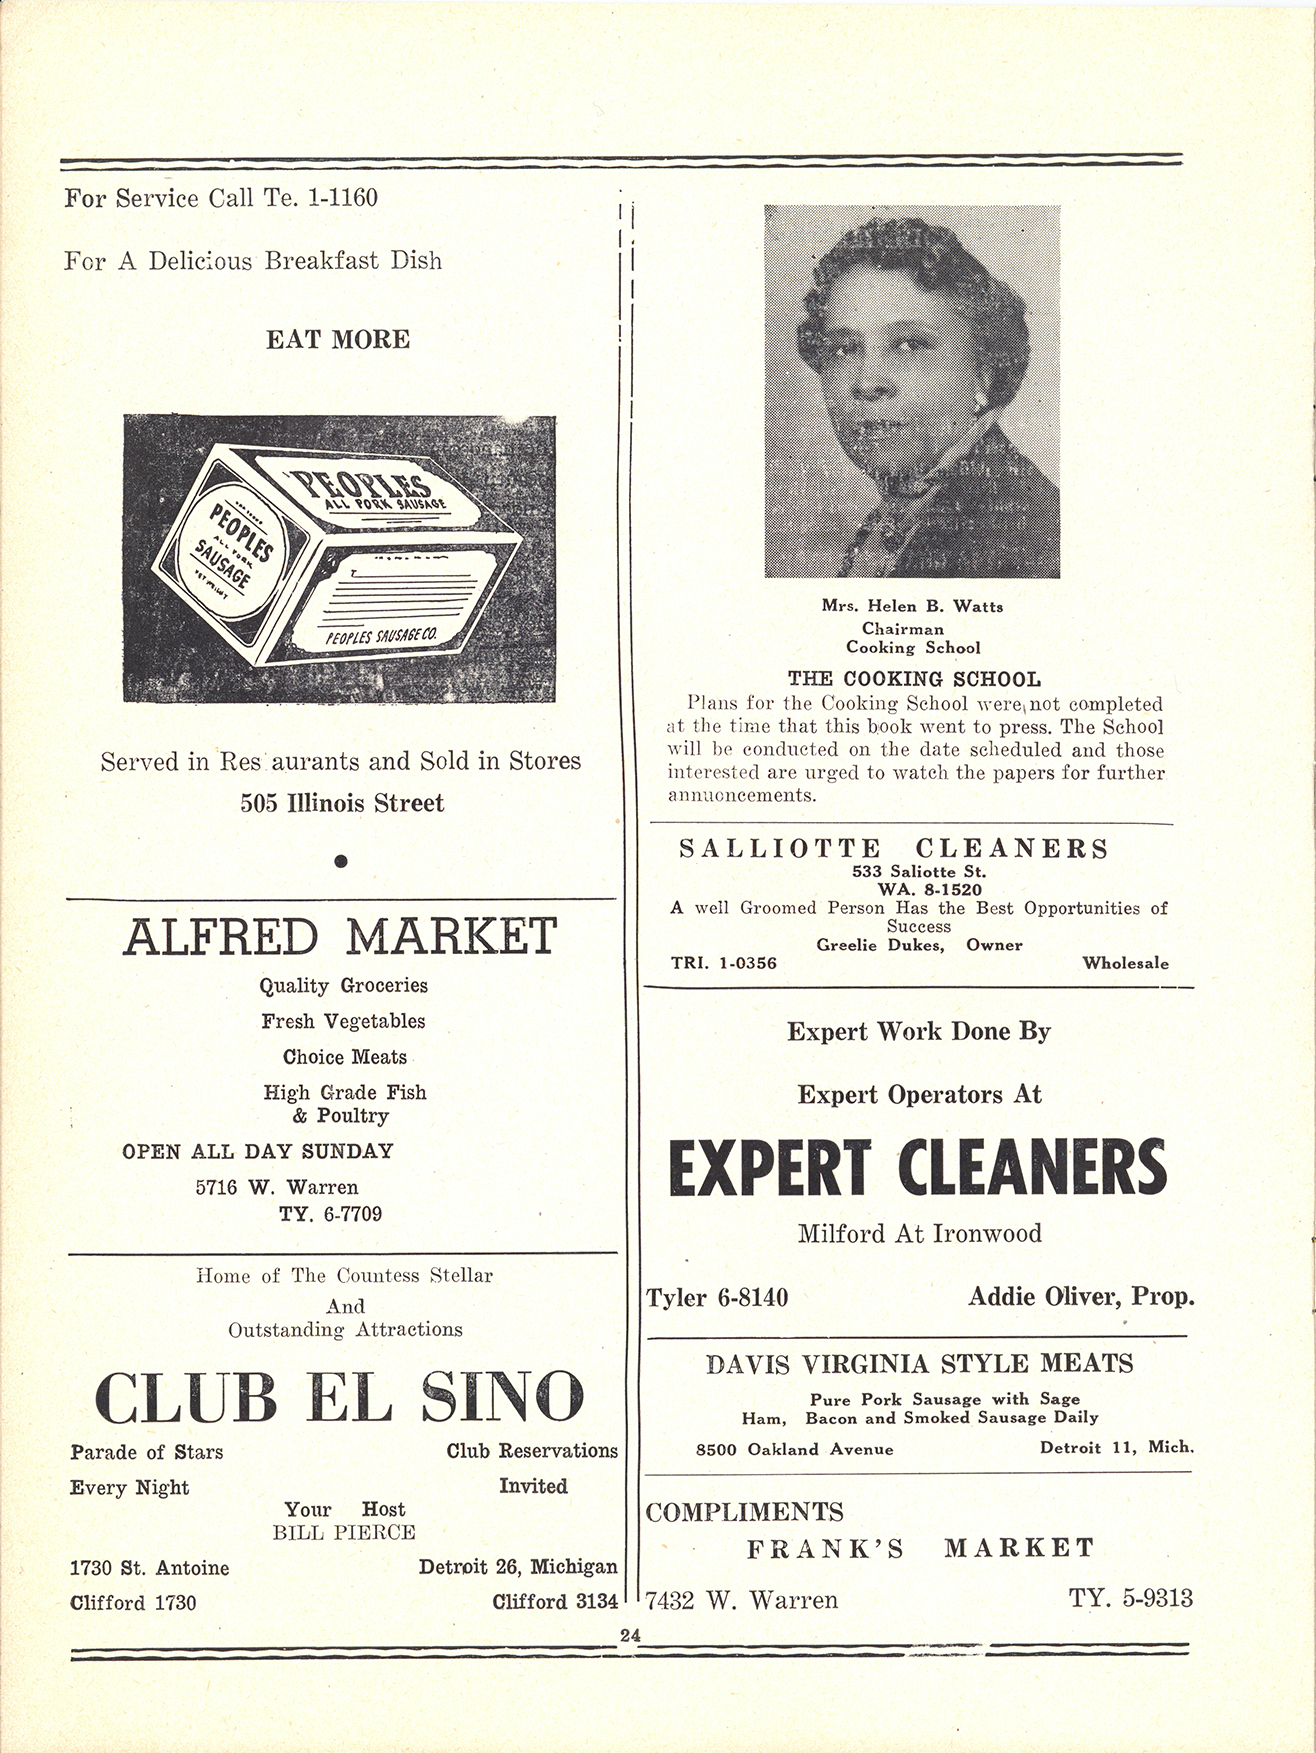 For Service Call Te. 1-1160
For A Delicious Breakfast Dish
EAT MORE
PEOPLES
ALL PORK SAUSAGE
PEOPLES
ALL PORK
SAUSAGE
PEOPLES SAUSAGE CO.
Served in Res aurants and Sold in Stores
505 Illinois Street
ALFRED MARKET
Quality Groceries
Fresh Vegetables
Choice Meats
High Grade Fish
& Poultry
OPEN ALL DAY SUNDAY
5716 W. Warren
TY. 6-7709
Home of The Countess Stellar
And
Outstanding Attractions
CLUB EL SINO
Parade of Stars Club Reservations
Every Night Invited
Your Host
BILL PIERCE
1730 St. Antoine Detroit 26, Michigan
Clifford 1730 Clifford 3134
Mrs. Helen B. Watts
Chairman
Cooking School
THE COOKING SCHOOL
Plans for the Cooking School were not completed
at the time that this book went to press. The School
will be conducted on the date scheduled and those
interested are urged to watch the papers for further
annuoncements.
SALLIOTTE CLEANERS
533 Saliotte St.
WA. 8-1520
A well Groomed Person Has the Best Opportunities of
Success
Greelie Dukes, Owner
TRI. 1-0356 Wholesale
Expert Work Done By
Expert Operators At
EXPERT CLEANERS
Milford At Ironwood
Tyler 6-8140 Addie Oliver, Prop.
DAVIS VIRGINIA STYLE MEATS
Pure Pork Sausage with Sage
Ham, Bacon and Smoked Sausage Daily
8500 Oakland Avenue Detroit 11, Mich.
COMPLIMENTS
FRANK'S MARKET
7432 W. Warren TY. 5-9313
24